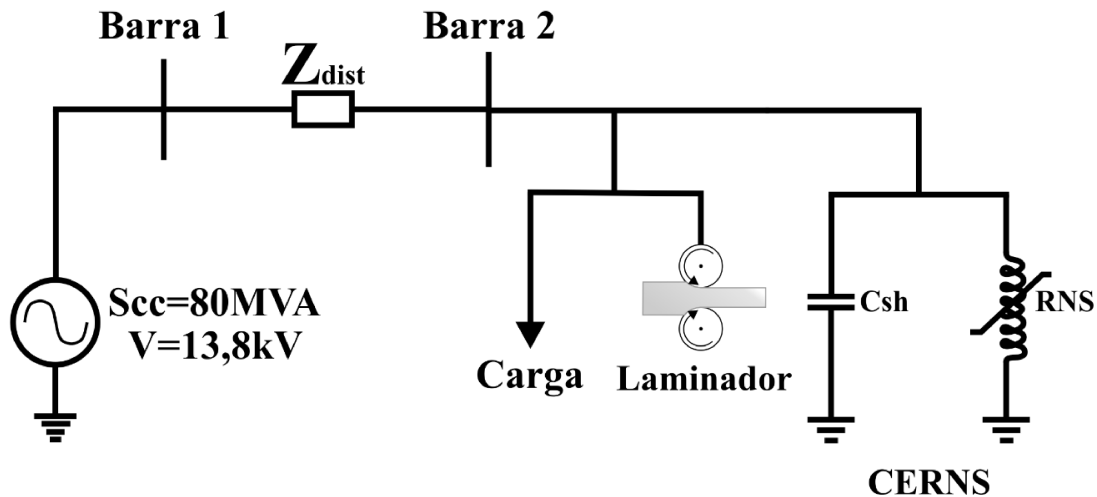 Barra 1
Barra 2
Zdist
Scc=80MVA
V=13,8kV
Csh
RNS
Carga
Laminador
CERNS